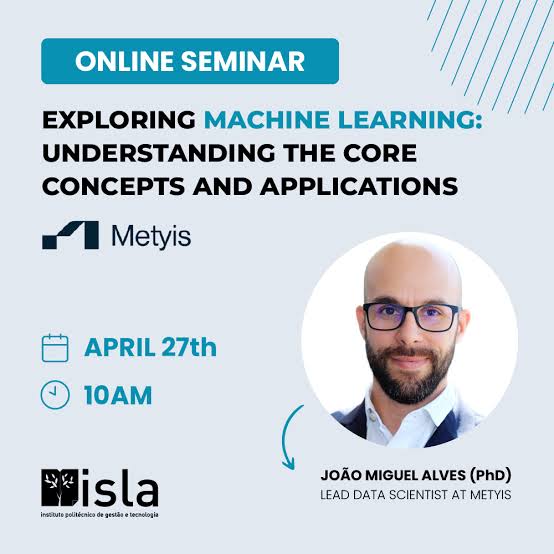 ONLINE SEMINAR
EXPLORING MACHINE LEARNING:
UNDERSTANDING THE CORE
CONCEPTS AND APPLICATIONS
Metyis
APRIL 27th
10AM
JOÃO MIGUEL ALVES (PhD)
LEAD DATA SCIENTIST AT METYIS
isla
instituto politécnico de gestão e tecnologia